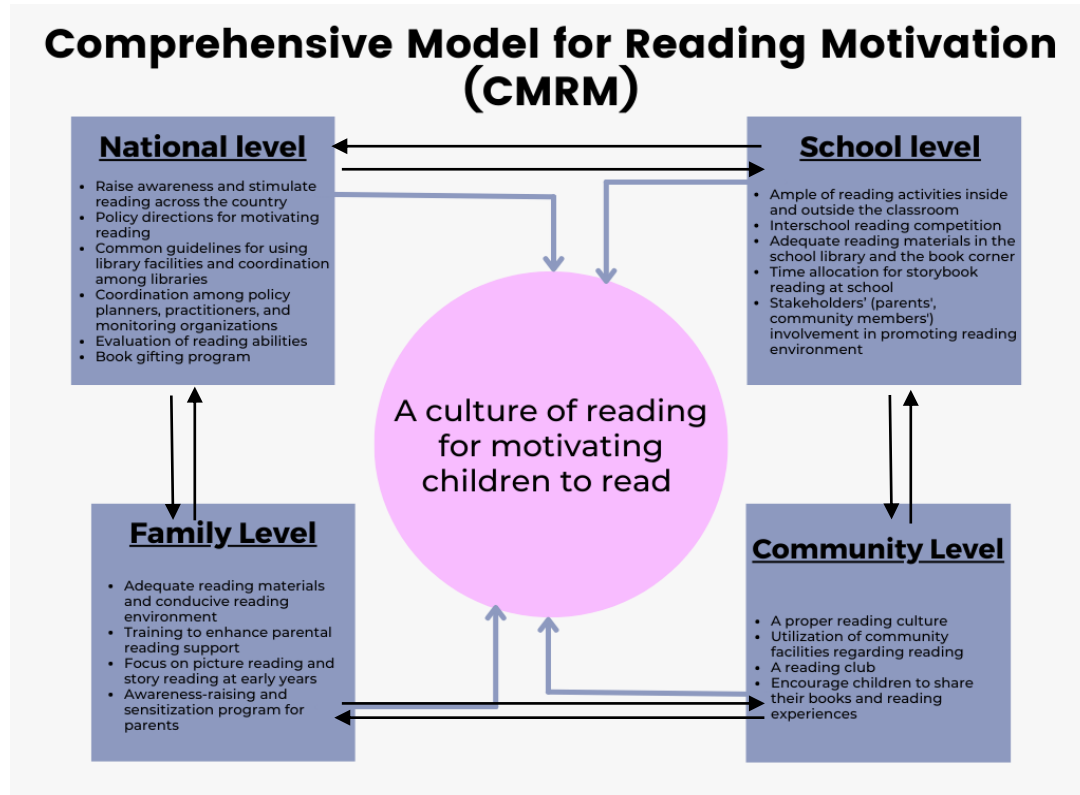 Comprehensive Model for Reading Motivation
(CMRM)
National level
• Raise awareness and stimulate
reading across the country
• Policy directions for motivating
reading
• Common guidelines for using
library facilities and coordination
among libraries
• Coordination among policy
planners, practitioners, and
monitoring organizations
• Evaluation of reading abilities
• Book gifting program
School level
• Ample of reading activities inside
and outside the classroom
• Interschool reading competition
• Adequate reading materials in the
school library and the book corner
• Time allocation for storybook
reading at school
• Stakeholders' (parents',
community members')
involvement in promoting reading
environment
A culture of reading
for motivating
children to read
Family Level
• Adequate reading materials
and conducive reading
environment
• Training to enhance parental
reading support
• Focus on picture reading and
story reading at early years
• Awareness-raising and
sensitization program for
parents
Community Level
• A proper reading culture
• Utilization of community
facilities regarding reading
• A reading club
• Encourage children to share
their books and reading
experiences